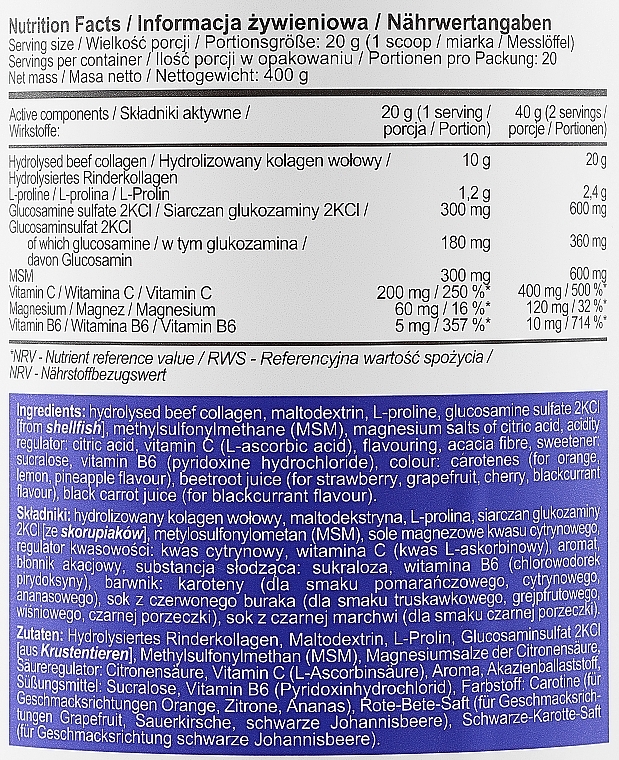 Nutrition Facts / Informacja żywieniowa / Nährwertangaben
Serving size / Wielkość porcji / Portionsgröße: 20 g (1 scoop / miarka / Messlöffel)
Servings per container / Ilość porcji w opakowaniu / Portionen pro Packung: 20
Net mass / Masa netto / Nettogewicht: 400 g
Active components / Składniki aktywne / 20 g (1 serving / 40 g (2 servings /
Wirkstoffe: porcja / Portion) porcje / Portionen)
Hydrolysed beef collagen / Hydrolizowany kolagen wołowy / 10 g 20 g
Hydrolysiertes Rinderkollagen
L-proline / L-prolina / L-Prolin 1,2 g 2,4 g
Glucosamine sulfate 2KCl / Siarczan glukozaminy 2KCl / 300 mg 600 mg
Glucosaminsulfat 2KCl
of which glucosamine / w tym glukozamina / 180 mg 360 mg
davon Glucosamin
MSM 300 mg 600 mg
Vitamin C / Witamina C / Vitamin C 200 mg / 250 %* 400 mg / 500 %*
Magnesium / Magnez / Magnesium 60 mg / 16 %* 120 mg / 32 %*
Vitamin B6 / Witamina B6 / Vitamin B6 5 mg / 357 %* 10 mg / 714 %*
*NRV - Nutrient reference value / RWS - Referencyjna wartość spożycia /
NRV - Nährstoffbezugswert
Ingredients: hydrolysed beef collagen, maltodextrin, L-proline, glucosamine sulfate 2KCl
[from shellfish], methylsulfonylmethane (MSM), magnesium salts of citric acid, acidity
regulator: citric acid, vitamin C (L-ascorbic acid), flavouring, acacia fibre, sweetener:
sucralose, vitamin B6 (pyridoxine hydrochloride), colour: carotenes (for orange,
lemon, pineapple flavour), beetroot juice (for strawberry, grapefruit, cherry, blackcurrant
flavour), black carrot juice (for blackcurrant flavour).
Składniki: hydrolizowany kolagen wołowy, maltodekstryna, L-prolina, siarczan glukozaminy
2KCl [ze skorupiaków], metylosulfonylometan (MSM), sole magnezowe kwasu cytrynowego,
regulator kwasowości: kwas cytrynowy, witamina C (kwas L-askorbinowy), aromat,
błonnik akacjowy, substancja słodząca: sukraloza, witamina B6 (chlorowodorek
pirydoksyny), barwnik: karoteny (dla smaku pomarańczowego, cytrynowego,
ananasowego), sok z czerwonego buraka (dla smaku truskawkowego, grejpfrutowego,
wiśniowego, czarnej porzeczki), sok z czarnej marchwi (dla smaku czarnej porzeczki).
Zutaten: Hydrolysiertes Rinderkollagen, Maltodextrin, L-Prolin, Glucosaminsulfat 2KCl
[aus Krustentieren], Methylsulfonylmethan (MSM), Magnesiumsalze der Citronensäure,
Säureregulator: Citronensäure, Vitamin C (L-Ascorbinsäure), Aroma, Akazienballaststoff,
Süßungsmittel: Sucralose, Vitamin B6 (Pyridoxinhydrochlorid), Farbstoff: Carotine (für
Geschmacksrichtungen Orange, Zitrone, Ananas), Rote-Bete-Saft (für Geschmacksrich-
tungen Grapefruit, Sauerkirsche, schwarze Johannisbeere), Schwarze-Karotte-Saft
(für Geschmacksrichtung schwarze Johannisbeere).